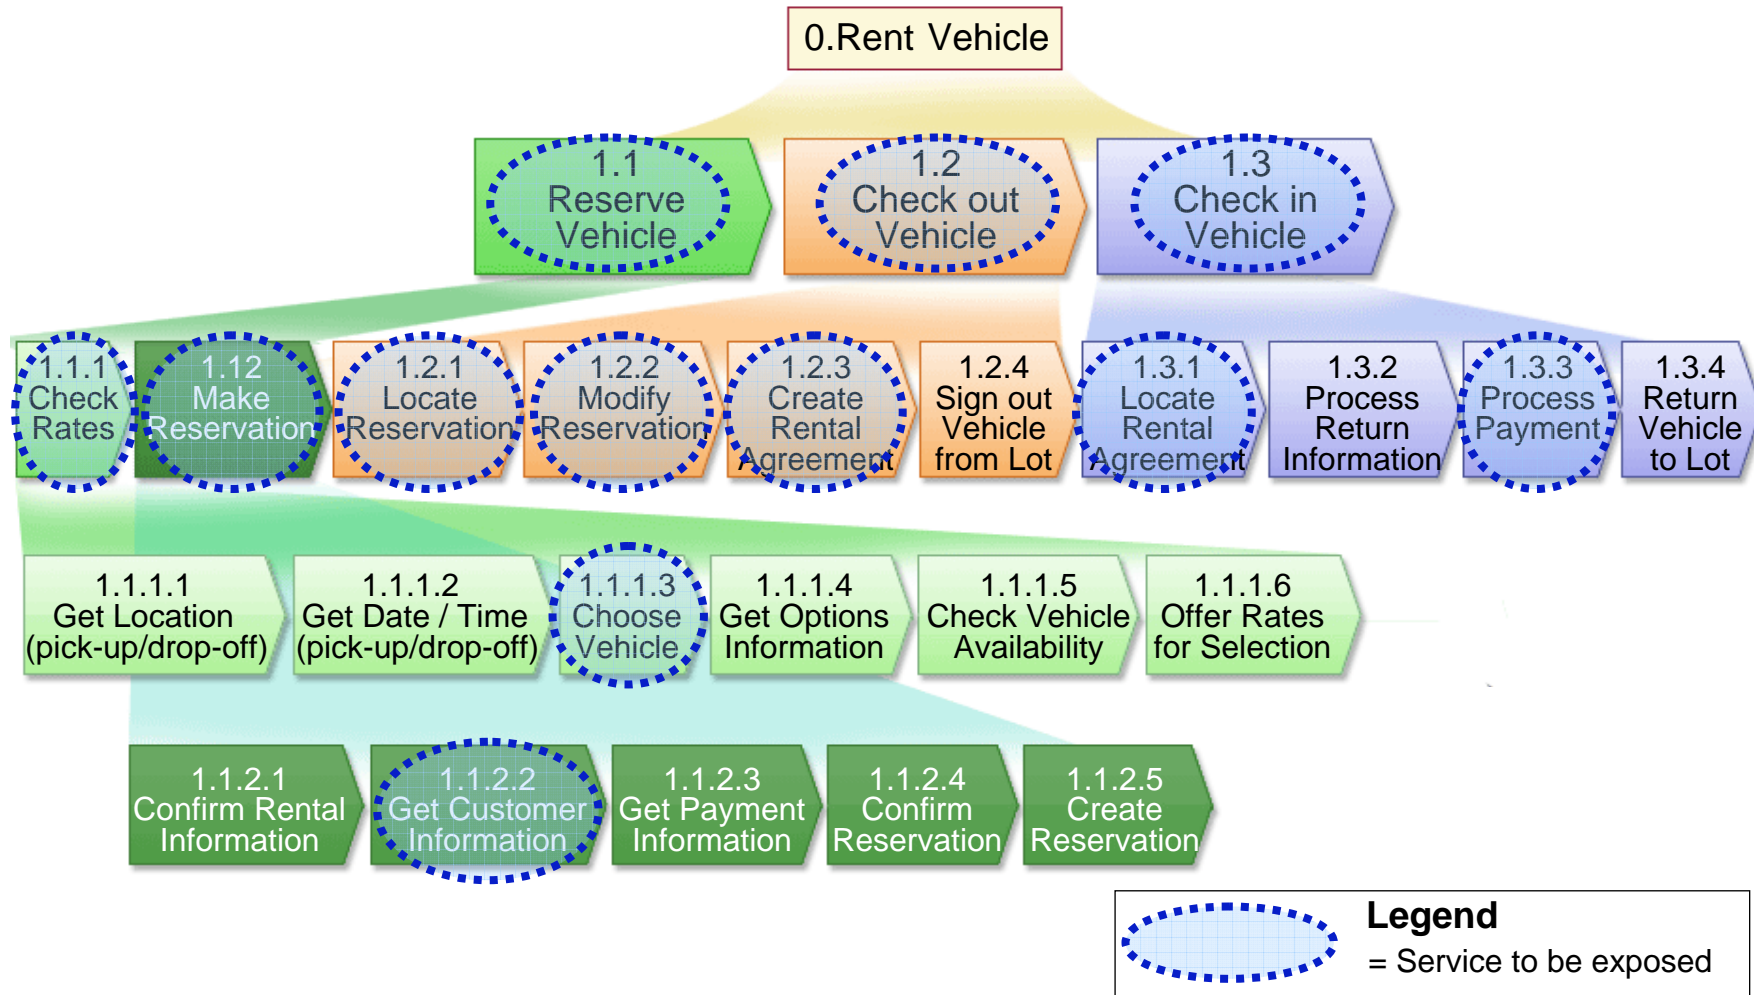 0.Rent Vehicle
1.1
Reserve
Vehicle
1.2
Check out
Vehicle
1.3
Check in
Vehicle
1.1.1
Check
Rates
1.12
Make
Reservation
1.2.1
Locate
Reservation
1.2.2
Modify
Reservation
1.2.3
Create
Rental
Agreement
1.2.4
Sign out
Vehicle
from Lot
1.3.1
Locate
Rental
Agreement
1.3.2
Process
Return
Information
1.3.3
Process
Payment
1.3.4
Return
Vehicle
to Lot
1.1.1.1
Get Location
(pick-up/drop-off)
1.1.1.2
Get Date / Time
(pick-up/drop-off)
1.1.1.3
Choose
Vehicle
1.1.1.4
Get Options
Information
1.1.1.5
Check Vehicle
Availability
1.1.1.6
Offer Rates
for Selection
1.1.2.1
Confirm Rental
Information
1.1.2.2
Get Customer
Information
1.1.2.3
Get Payment
Information
1.1.2.4
Confirm
Reservation
1.1.2.5
Create
Reservation
Legend
= Service to be exposed